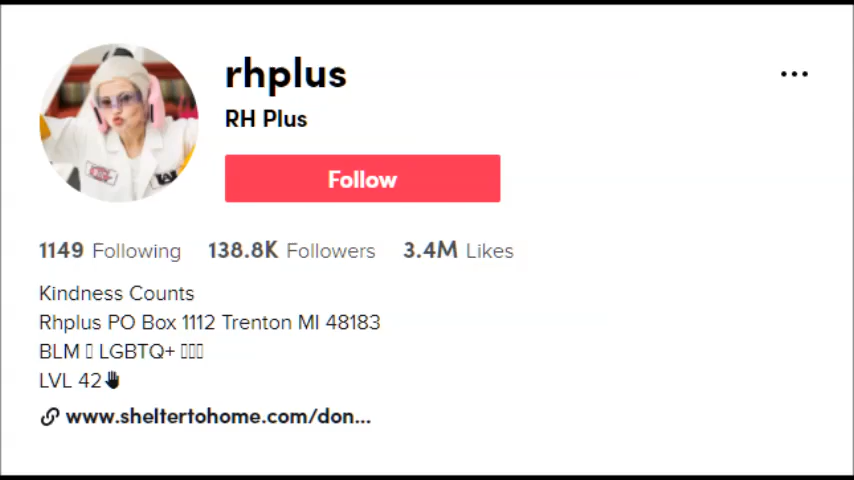 rhplus
RH Plus
Follow
1149 Following 138.8K Followers 3.4M Likes
Kindness Counts
Rhplus PO Box 1112 Trenton MI 48183
BLM ▯ LGBTQ+ ▯▯▯
LVL 42🖐
www.sheltertohome.com/don...